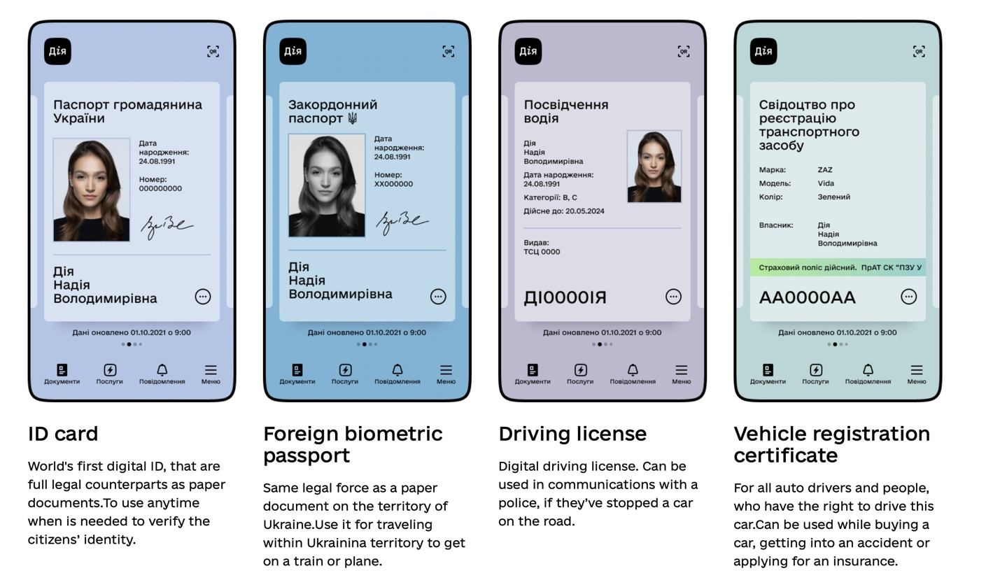 Дія
QR
Паспорт громадянина
України
Дата
народження:
24.08.1991
Номер:
000000000
Дія
Надія
Володимирівна
Дані оновлено 01.10.2021 о 9:00
Документи
Послуги
Повідомлення
Меню
Дія
QR
Закордонний
паспорт
Дата
народження:
24.08.1991
Номер:
XX000000
Дія
Надія
Володимирівна
Дані оновлено 01.10.2021 о 9:00
Документи
Послуги
Повідомлення
Меню
Дія
QR
Посвідчення
водія
Дія
Надія
Володимирівна
Дата народження:
24.08.1991
Категорії: B, C
Дійсне до: 20.05.2024
Видав:
ТСЦ 0000
ДІ0000ІЯ
Дані оновлено 01.10.2021 о 9:00
Документи
Послуги
Повідомлення
Меню
Дія
QR
Свідоцтво про
реєстрацію
транспортного
засобу
Марка: ZAZ
Модель: Vida
Колір: Зелений
Власник: Дія
Надія
Володимирівна
Страховий поліс дійсний. ПрАТ СК “ПЗУ У
АА0000АА
Дані оновлено 01.10.2021 о 9:00
Документи
Послуги
Повідомлення
Меню
ID card
World's first digital ID, that are
full legal counterparts as paper
documents.To use anytime
when is needed to verify the
citizens’ identity.
Foreign biometric
passport
Same legal force as a paper
document on the territory of
Ukraine.Use it for traveling
within Ukrainina territory to get
on a train or plane.
Driving license
Digital driving license. Can be
used in communications with a
police, if they’ve stopped a car
on the road.
Vehicle registration
certificate
For all auto drivers and people,
who have the right to drive this
car.Can be used while buying a
car, getting into an accident or
applying for an insurance.